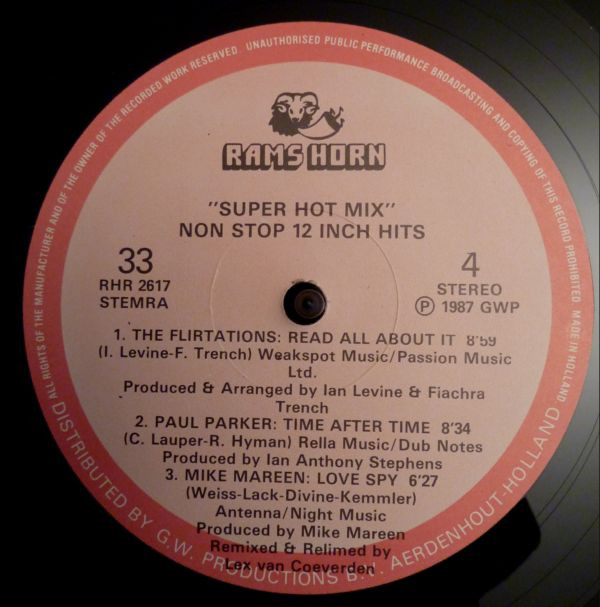 ALL RIGHTS OF THE MANUFACTURER AND OF THE OWNER OF THE RECORDED WORK RESERVED. UNAUTHORISED PUBLIC PERFORMANCE BROADCASTING AND COPYING OF THIS RECORD PROHIBITED MADE IN HOLLAND
RAMS HORN
"SUPER HOT MIX"
NON STOP 12 INCH HITS
33
RHR 2617
STEMRA
4
STEREO
Ⓟ 1987 GWP
1. THE FLIRTATIONS: READ ALL ABOUT IT 8'59
(I. Levine-F. Trench) Weakspot Music/Passion Music
Ltd.
Produced & Arranged by Ian Levine & Fiachra
Trench
2. PAUL PARKER: TIME AFTER TIME 8'34
(C. Lauper-R. Hyman) Rella Music/Dub Notes
Produced by Ian Anthony Stephens
3. MIKE MAREEN: LOVE SPY 6'27
(Weiss-Lack-Divine-Kemmler)
Antenna/Night Music
Produced by Mike Mareen
Remixed & Relimed by
Lex van Coeverden
DISTRIBUTED BY G.W. PRODUCTIONS B.V. AERDENHOUT-HOLLAND